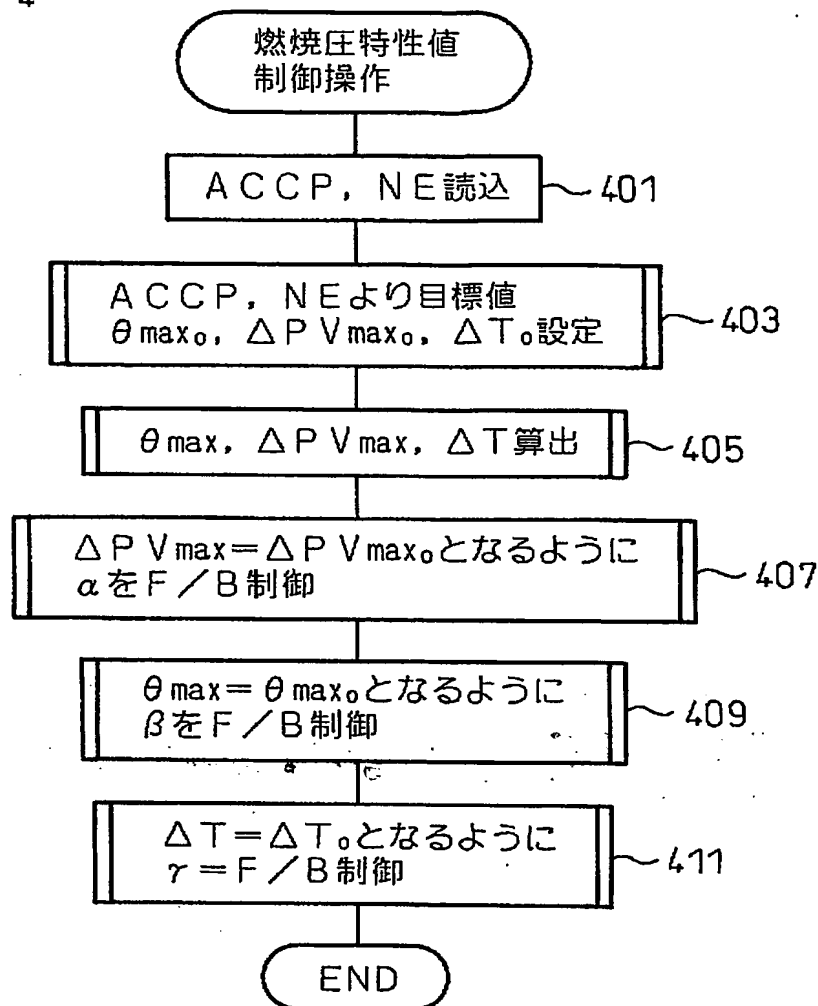 4
燃焼圧特性値
制御操作
ACCP, NE読込
401
ACCP, NEより目標値
θmax₀, ΔPVmax₀, ΔT₀設定
403
θmax, ΔPVmax, ΔT算出
405
ΔPVmax=ΔPVmax₀となるように
αをF/B制御
407
θmax=θmax₀となるように
βをF/B制御
409
ΔT=ΔT₀となるように
γ=F/B制御
411
END